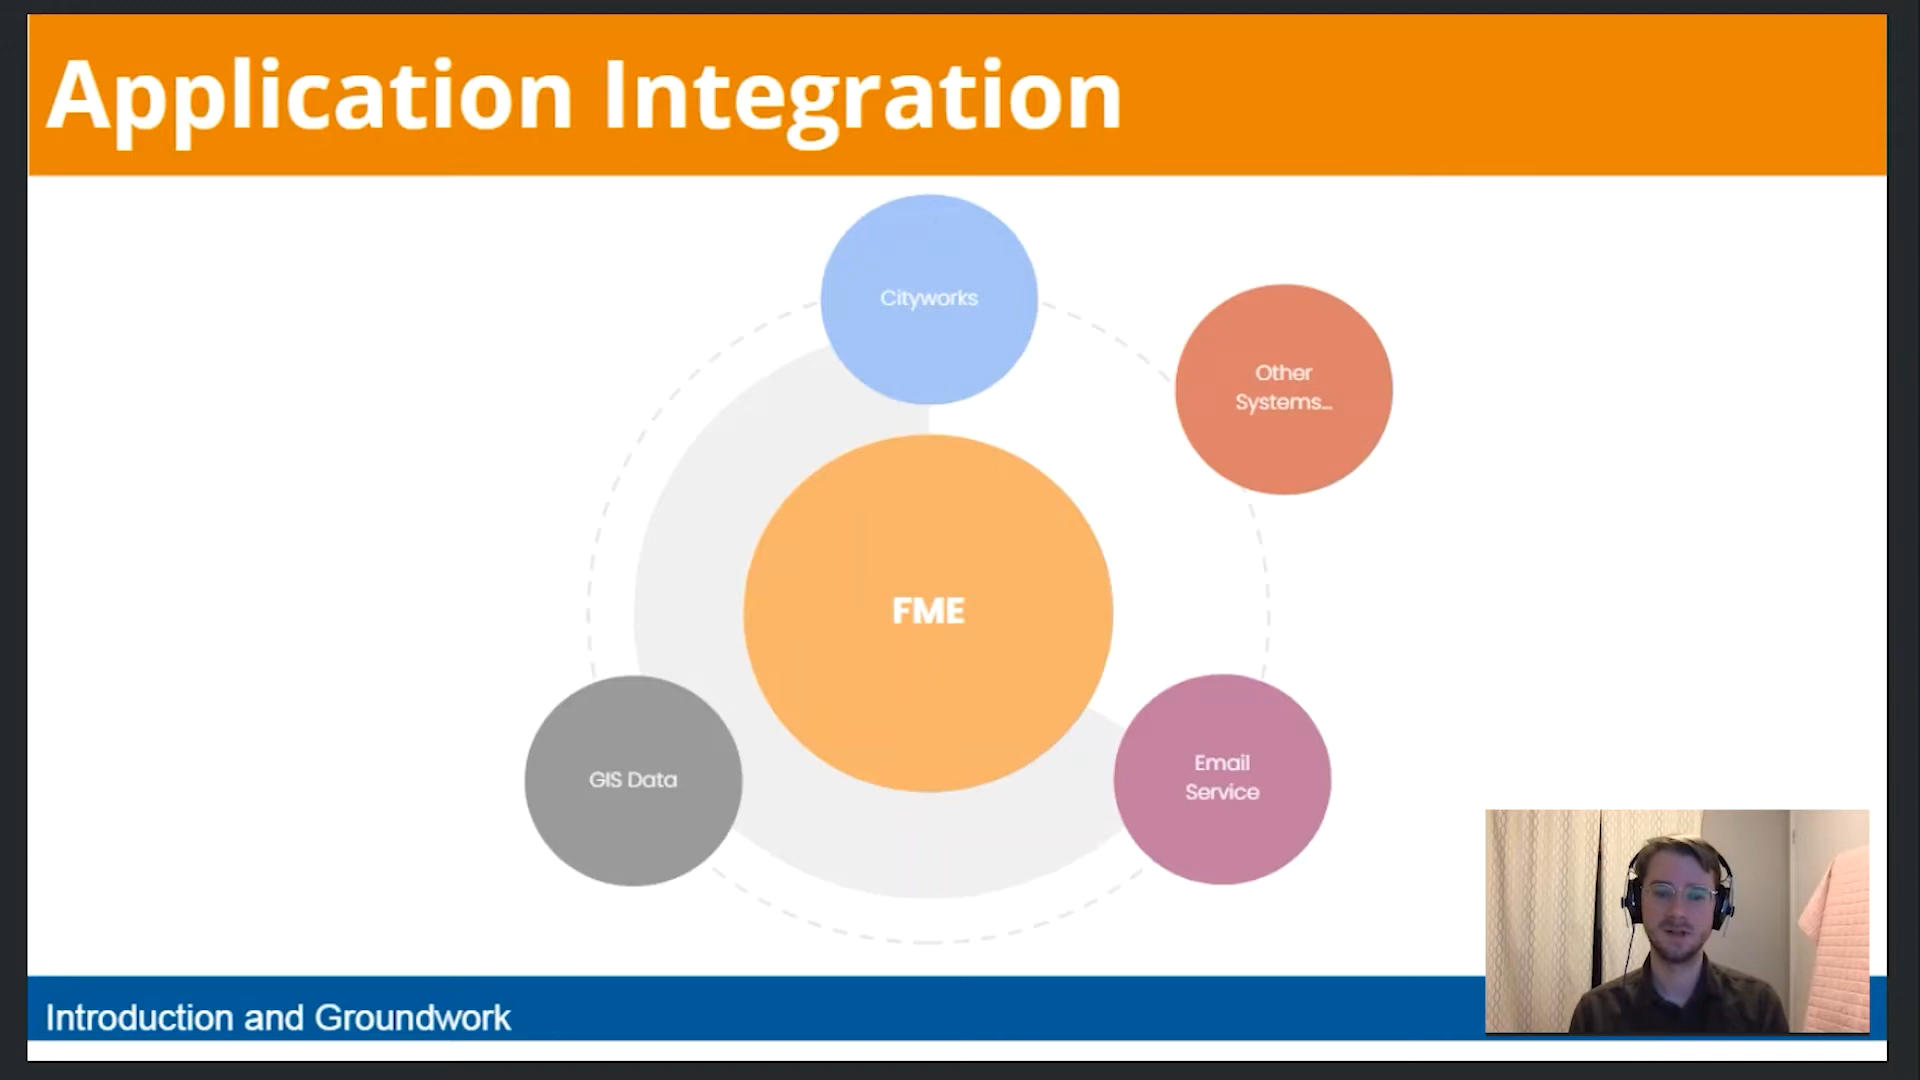 Application Integration
Cityworks
Other
Systems...
FME
GIS Data
Email
Service
Introduction and Groundwork